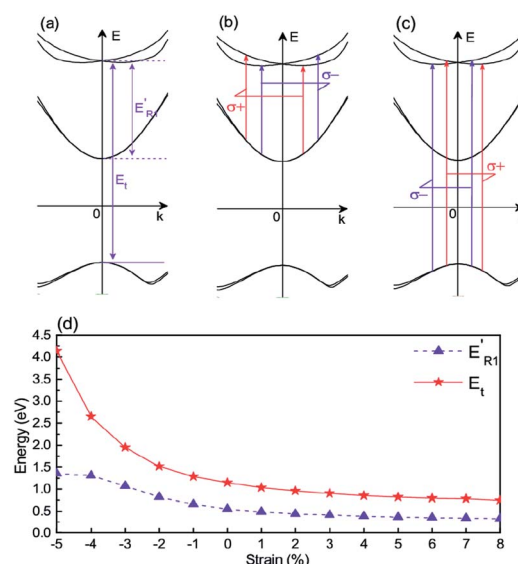 (a)
E
E'R1
Et
0
k
(b)
E
σ+
σ−
0
k
(c)
E
σ+
σ−
0
k
(d)
4.5
4.0
3.5
3.0
2.5
2.0
1.5
1.0
0.5
0.0
Energy (eV)
E'R1
Et
-5 -4 -3 -2 -1 0 1 2 3 4 5 6 7 8
Strain (%)